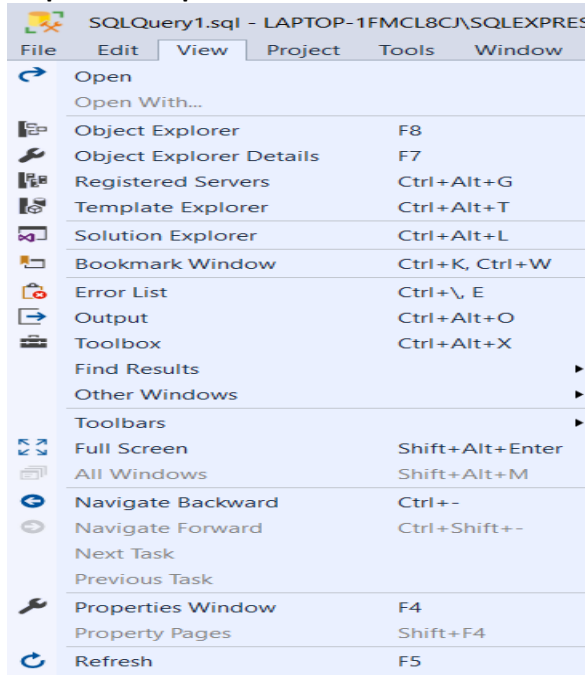 SQLQuery1.sql - LAPTOP-1FMCL8CJ\SQLEXPRES
File Edit View Project Tools Window
Open
Open With...
Object Explorer F8
Object Explorer Details F7
Registered Servers Ctrl+Alt+G
Template Explorer Ctrl+Alt+T
Solution Explorer Ctrl+Alt+L
Bookmark Window Ctrl+K, Ctrl+W
Error List Ctrl+\, E
Output Ctrl+Alt+O
Toolbox Ctrl+Alt+X
Find Results
Other Windows
Toolbars
Full Screen Shift+Alt+Enter
All Windows Shift+Alt+M
Navigate Backward Ctrl+-
Navigate Forward Ctrl+Shift+-
Next Task
Previous Task
Properties Window F4
Property Pages Shift+F4
Refresh F5